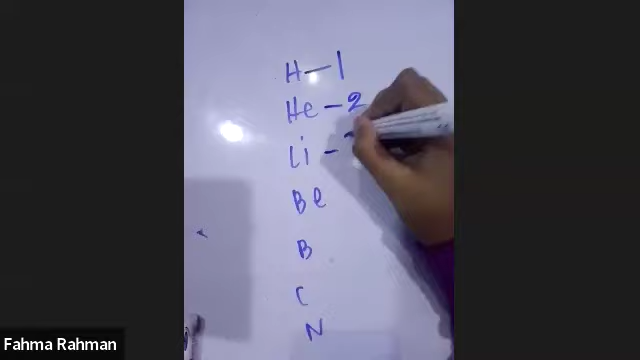 H — 1
He – 2
Li –
Be
B
C
N
Fahma Rahman